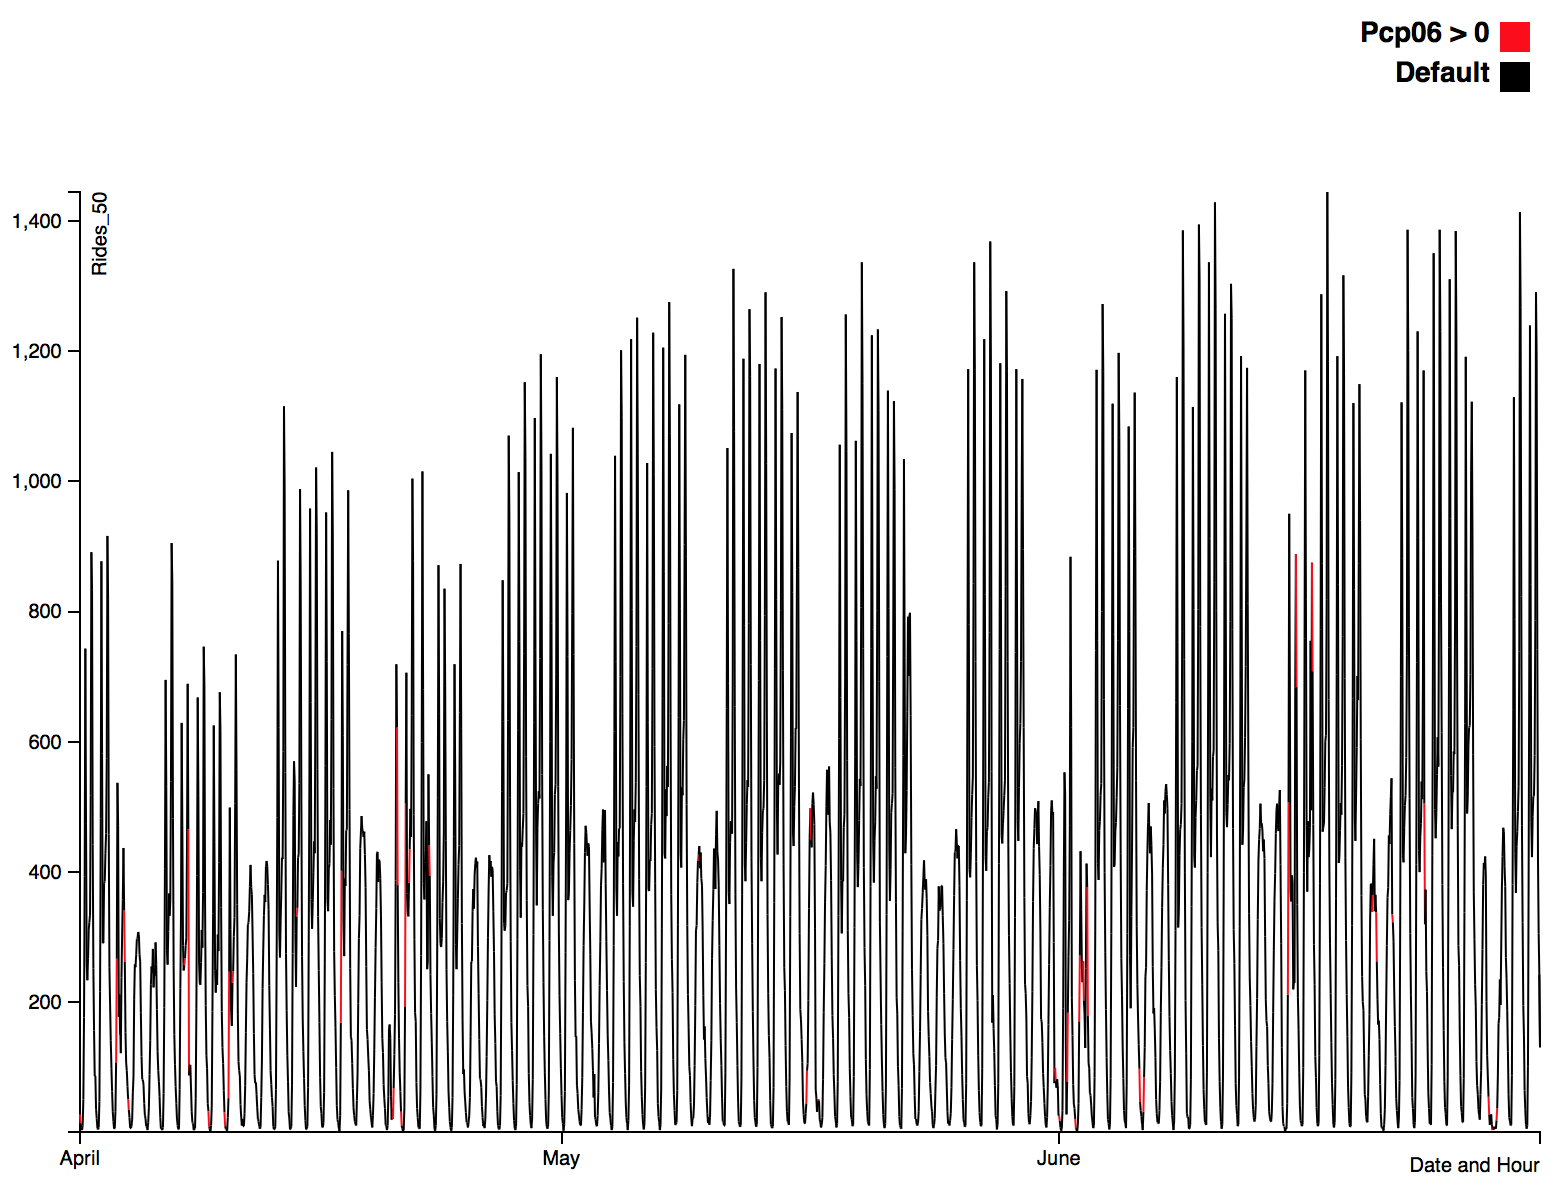 Pcp06 > 0
Default
Rides_50
1,400
1,200
1,000
800
600
400
200
April
May
June
Date and Hour